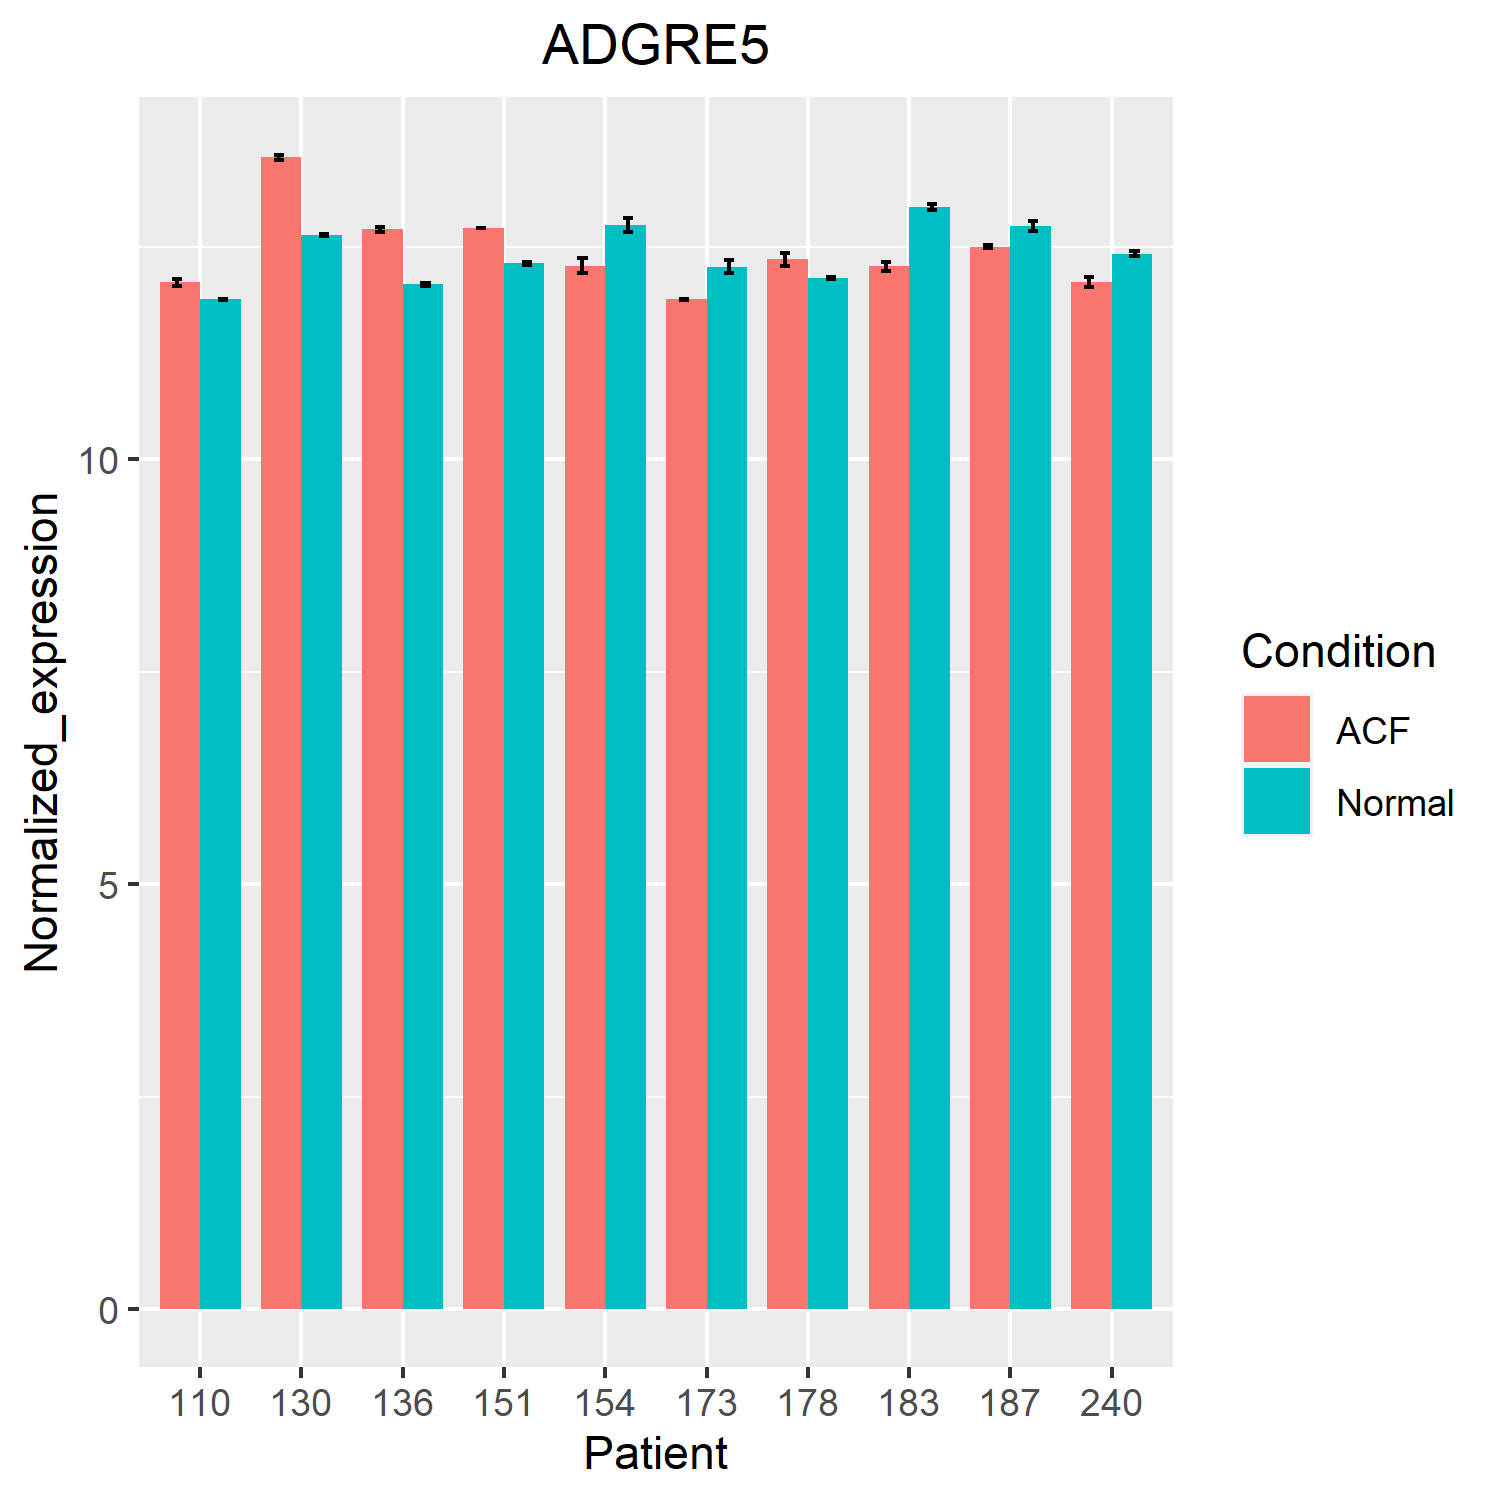 ADGRE5
Normalized_expression
10
5
0
110 130 136 151 154 173 178 183 187 240
Patient
Condition
ACF
Normal